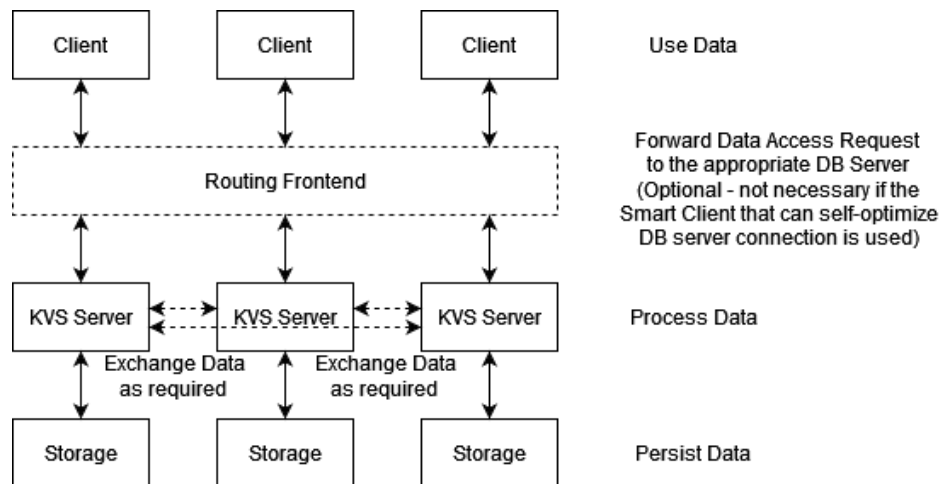 Client
Client
Client
Use Data
Routing Frontend
Forward Data Access Request
to the appropriate DB Server
(Optional - not necessary if the
Smart Client that can self-optimize
DB server connection is used)
KVS Server
KVS Server
KVS Server
Process Data
Exchange Data
as required
Exchange Data
as required
Storage
Storage
Storage
Persist Data